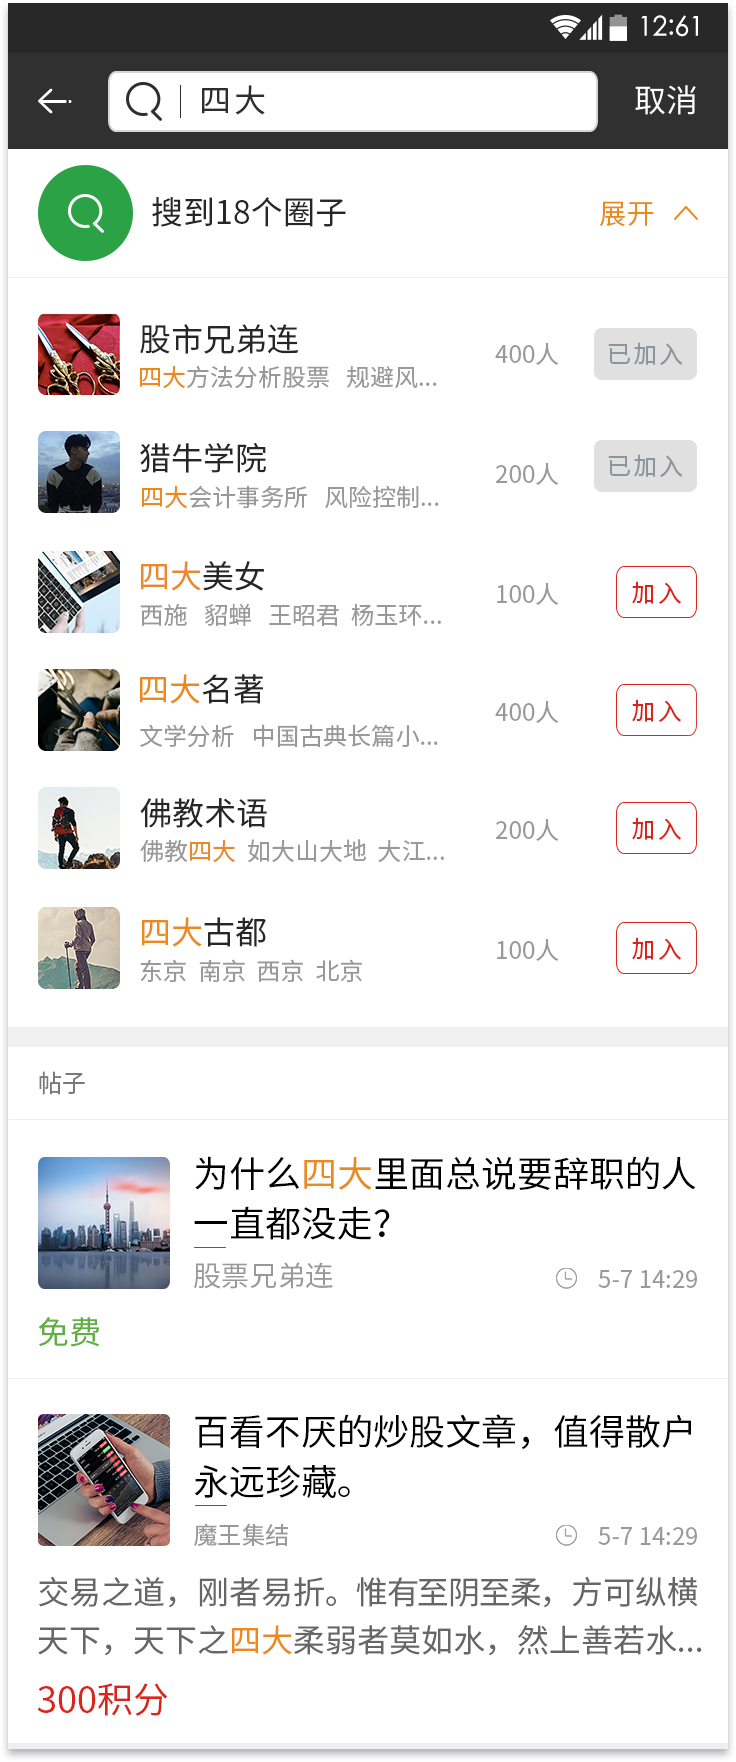 12:61
四大
取消
搜到18个圈子
展开
股市兄弟连
四大方法分析股票 规避风...
400人
已加入
猎牛学院
四大会计事务所 风险控制...
200人
已加入
四大美女
西施 貂蝉 王昭君 杨玉环...
100人
加入
四大名著
文学分析 中国古典长篇小...
400人
加入
佛教术语
佛教四大 如大山大地 大江...
200人
加入
四大古都
东京 南京 西京 北京
100人
加入
帖子
为什么四大里面总说要辞职的人
一直都没走?
股票兄弟连
5-7 14:29
免费
百看不厌的炒股文章，值得散户
永远珍藏。
魔王集结
5-7 14:29
交易之道，刚者易折。惟有至阴至柔，方可纵横
天下，天下之四大柔弱者莫如水，然上善若水...
300积分